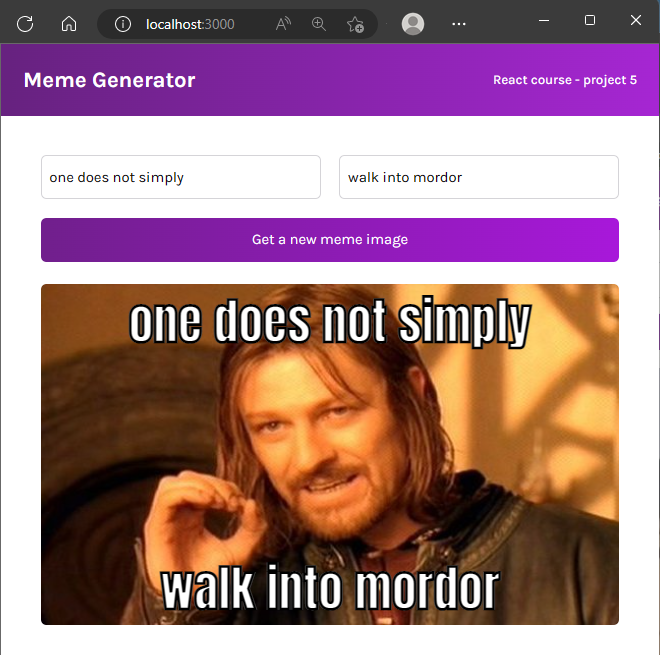 localhost:3000
Meme Generator
React course - project 5
one does not simply
walk into mordor
Get a new meme image
one does not simply
walk into mordor